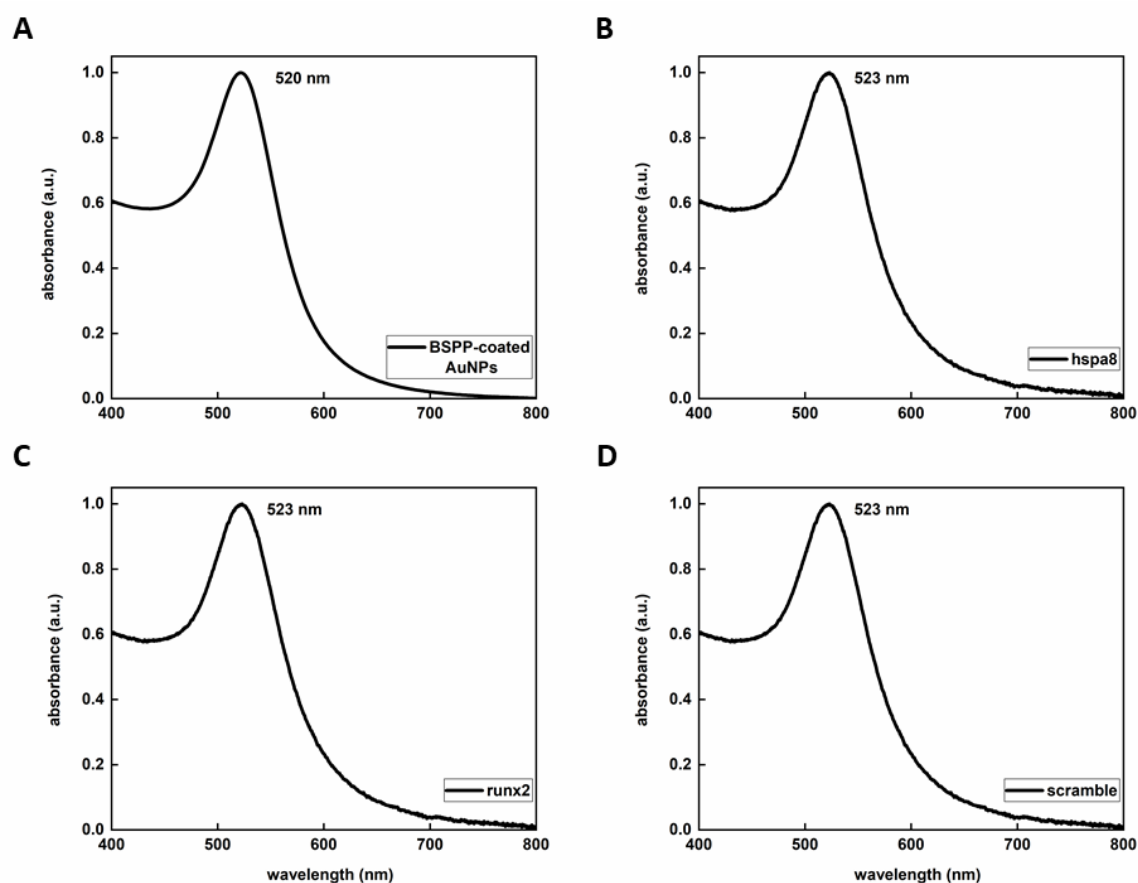 A
absorbance (a.u.)
1.0
0.8
0.6
0.4
0.2
0.0
520 nm
BSPP-coated
AuNPs
400 500 600 700 800
B
absorbance (a.u.)
1.0
0.8
0.6
0.4
0.2
0.0
523 nm
hspa8
400 500 600 700 800
C
absorbance (a.u.)
1.0
0.8
0.6
0.4
0.2
0.0
523 nm
runx2
400 500 600 700 800
wavelength (nm)
D
absorbance (a.u.)
1.0
0.8
0.6
0.4
0.2
0.0
523 nm
scramble
400 500 600 700 800
wavelength (nm)